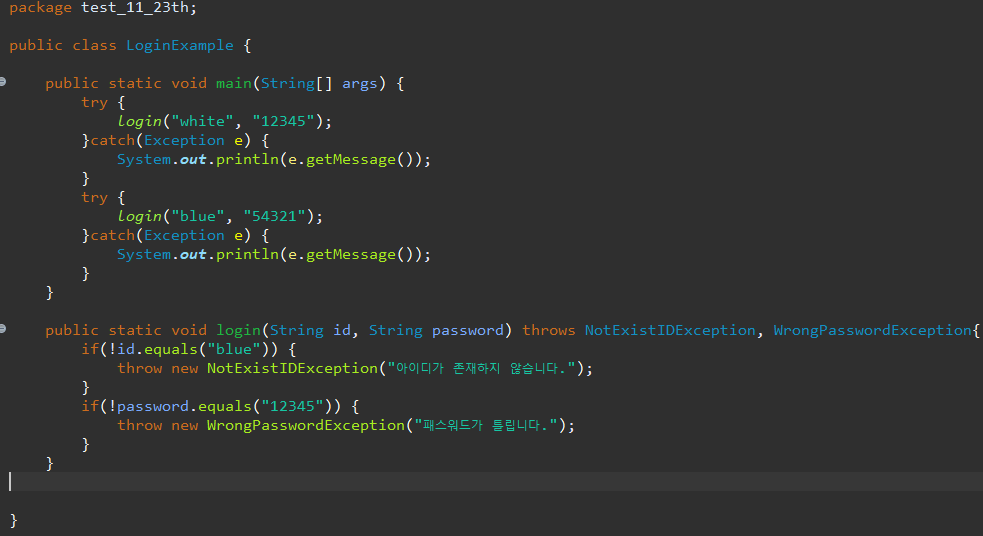 package test_11_23th;
public class LoginExample {
public static void main(String[] args) {
try {
login("white", "12345");
}catch(Exception e) {
System.out.println(e.getMessage());
}
try {
login("blue", "54321");
}catch(Exception e) {
System.out.println(e.getMessage());
}
}
public static void login(String id, String password) throws NotExistIDException, WrongPasswordException{
if(!id.equals("blue")) {
throw new NotExistIDException("아이디가 존재하지 않습니다.");
}
if(!password.equals("12345")) {
throw new WrongPasswordException("패스워드가 틀립니다.");
}
}
}